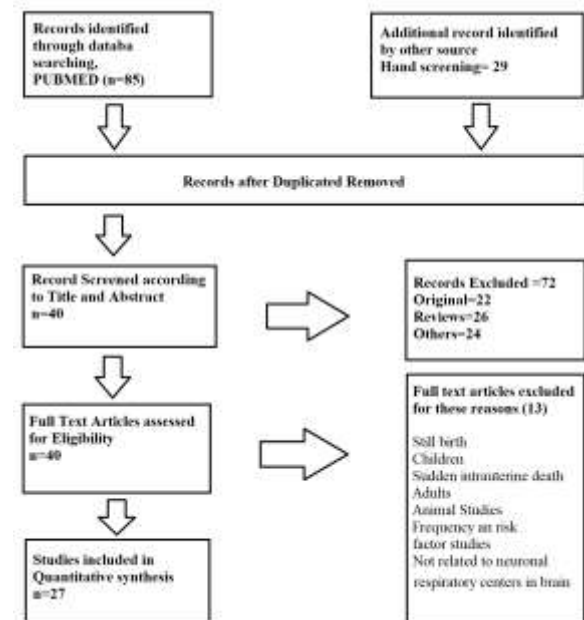 Records identified
through databa
searching,
PUBMED (n=85)
Additional record identified
by other source
Hand screening= 29
Records after Duplicated Removed
Record Screened according
to Title and Abstract
n=40
Records Excluded =72
Original=22
Reviews=26
Others=24
Full Text Articles assessed
for Eligibility
n=40
Full text articles excluded
for these reasons (13)
Still birth
Children
Sudden intrauterine death
Adults
Animal Studies
Frequency an risk
factor studies
Not related to neuronal
respiratory centers in brain
Studies included in
Quantitative synthesis
n=27